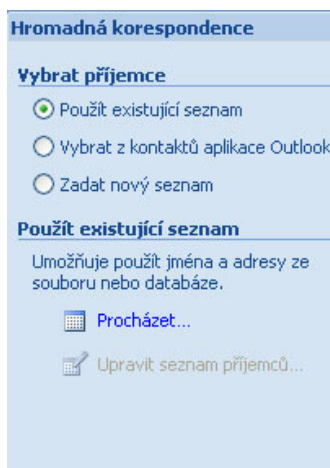 Hromadná korespondence
Vybrat příjemce
Použít existující seznam
Vybrat z kontaktů aplikace Outlook
Zadat nový seznam
Použít existující seznam
Umožňuje použít jména a adresy ze
souboru nebo databáze.
Procházet...
Upravit seznam příjemců...